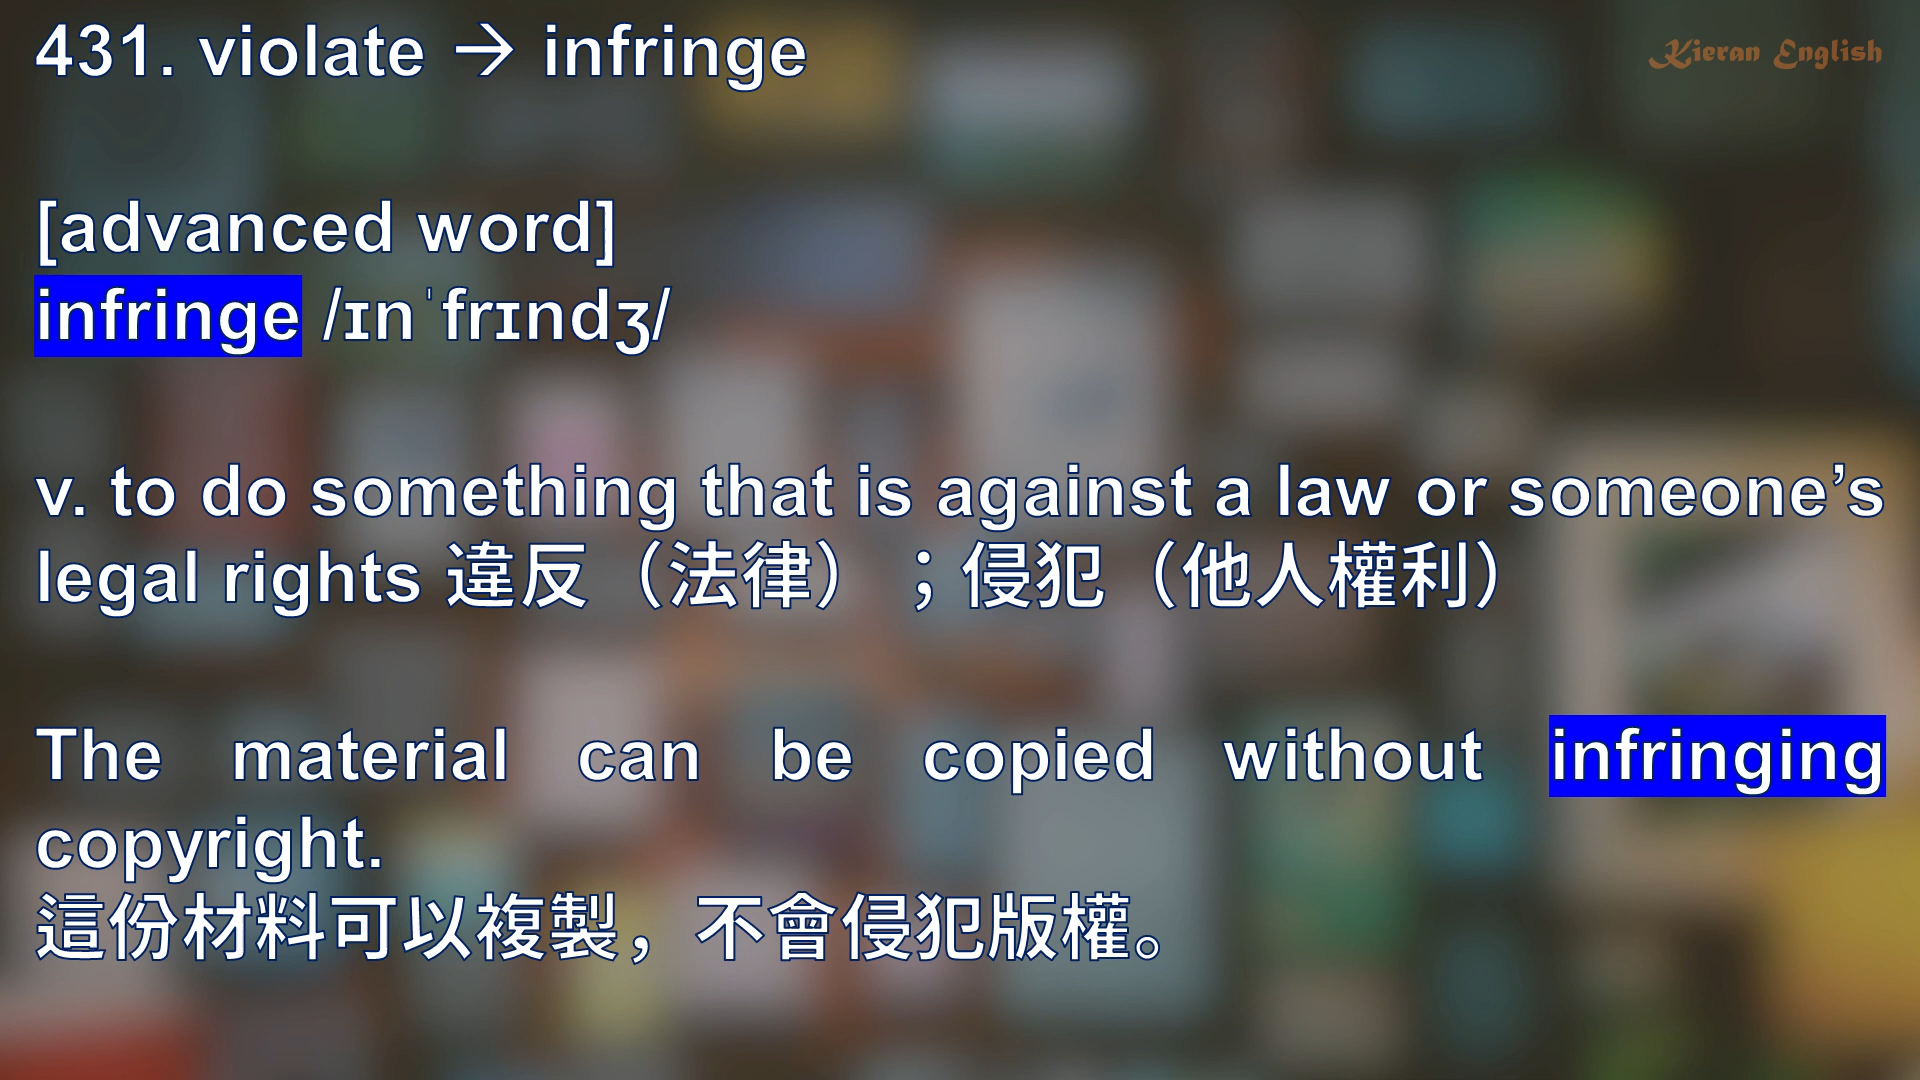 431. violate → infringe
Kieran English
[advanced word]
infringe /ɪnˈfrɪndʒ/
v. to do something that is against a law or someone’s
legal rights 違反（法律）；侵犯（他人權利）
The material can be copied without infringing
copyright.
這份材料可以複製，不會侵犯版權。